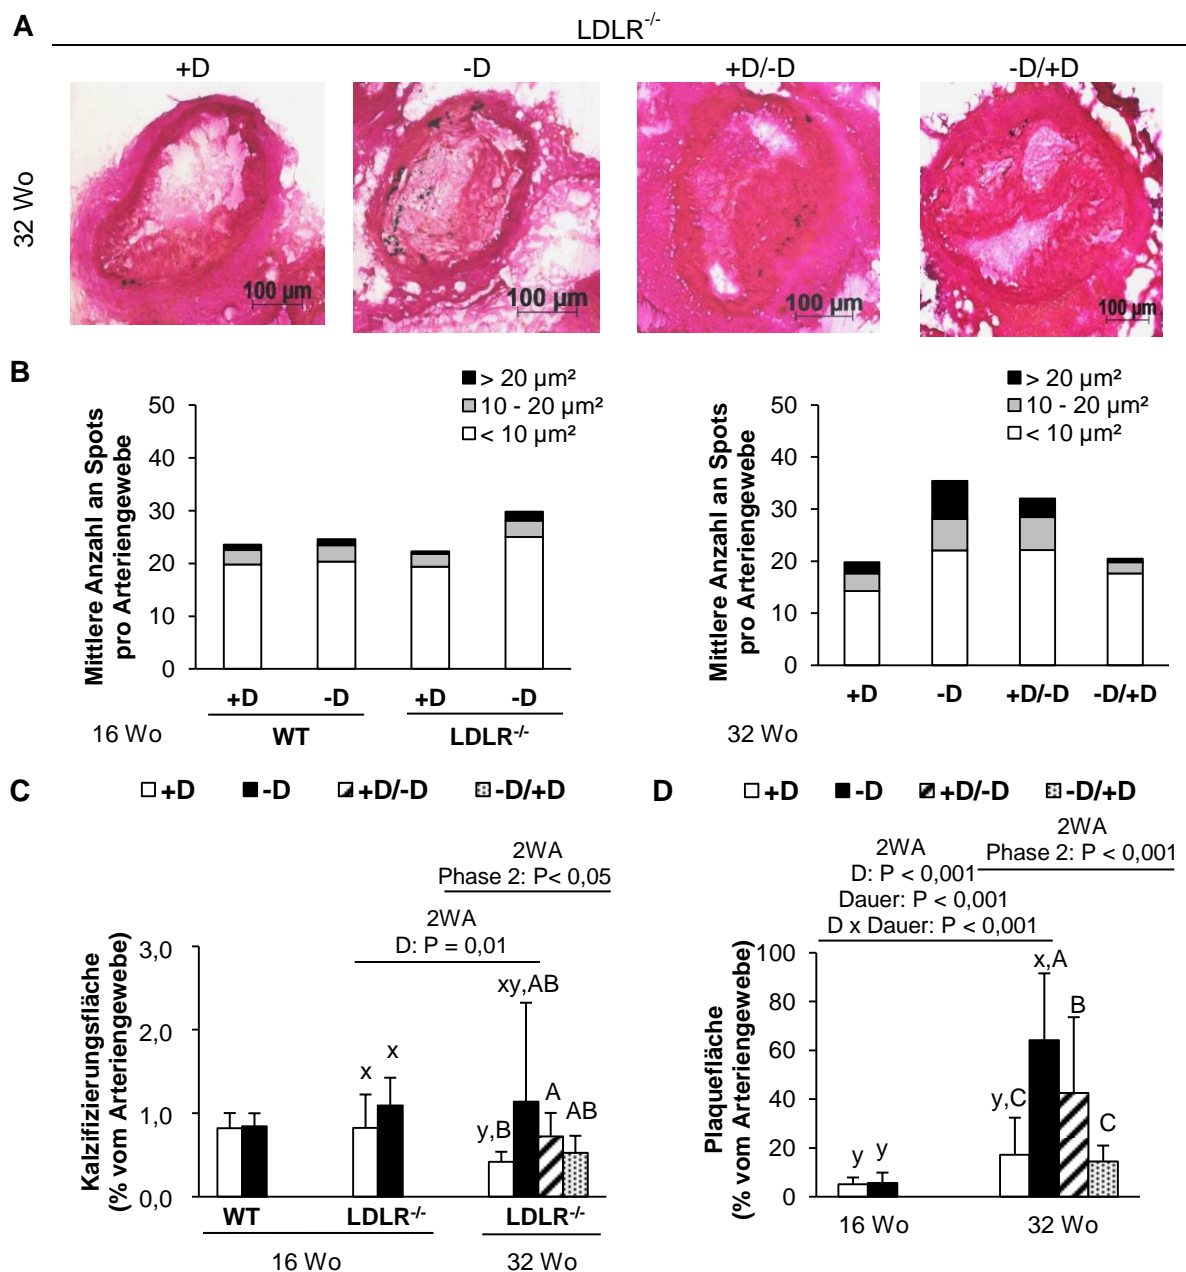 A
LDLR-/-
+D -D +D/-D -D/+D
32 Wo
100 µm 100 µm 100 µm 100 µm
B
> 20 µm²
10 - 20 µm²
< 10 µm²
Mittlere Anzahl an Spots
pro Arteriengewebe
50
40
30
20
10
0
+D -D +D -D
16 Wo WT LDLR-/-
> 20 µm²
10 - 20 µm²
< 10 µm²
Mittlere Anzahl an Spots
pro Arteriengewebe
50
40
30
20
10
0
+D -D +D/-D -D/+D
32 Wo
C +D -D +D/-D -D/+D
2WA
Phase 2: P< 0,05
2WA
D: P = 0,01
Kalzifizierungsfläche
(% vom Arteriengewebe)
3,0
2,0
1,0
0,0
x x y,B xy,AB A AB
WT LDLR-/- LDLR-/-
16 Wo 32 Wo
D +D -D +D/-D -D/+D
2WA
Phase 2: P < 0,001
2WA
D: P < 0,001
Dauer: P < 0,001
D x Dauer: P < 0,001
Plaquefläche
(% vom Arteriengewebe)
100
80
60
40
20
0
y y y,C x,A B C
16 Wo 32 Wo